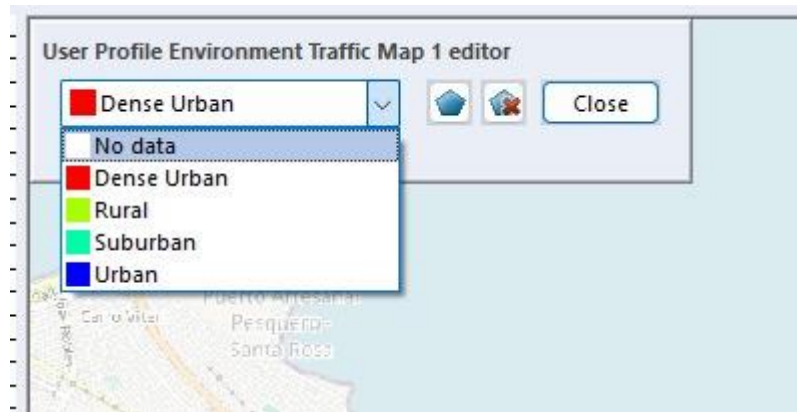 User Profile Environment Traffic Map 1 editor
Dense Urban
Close
No data
Dense Urban
Rural
Suburban
Urban
Puerto Artesanal
Pesquero-
Santa Rosa